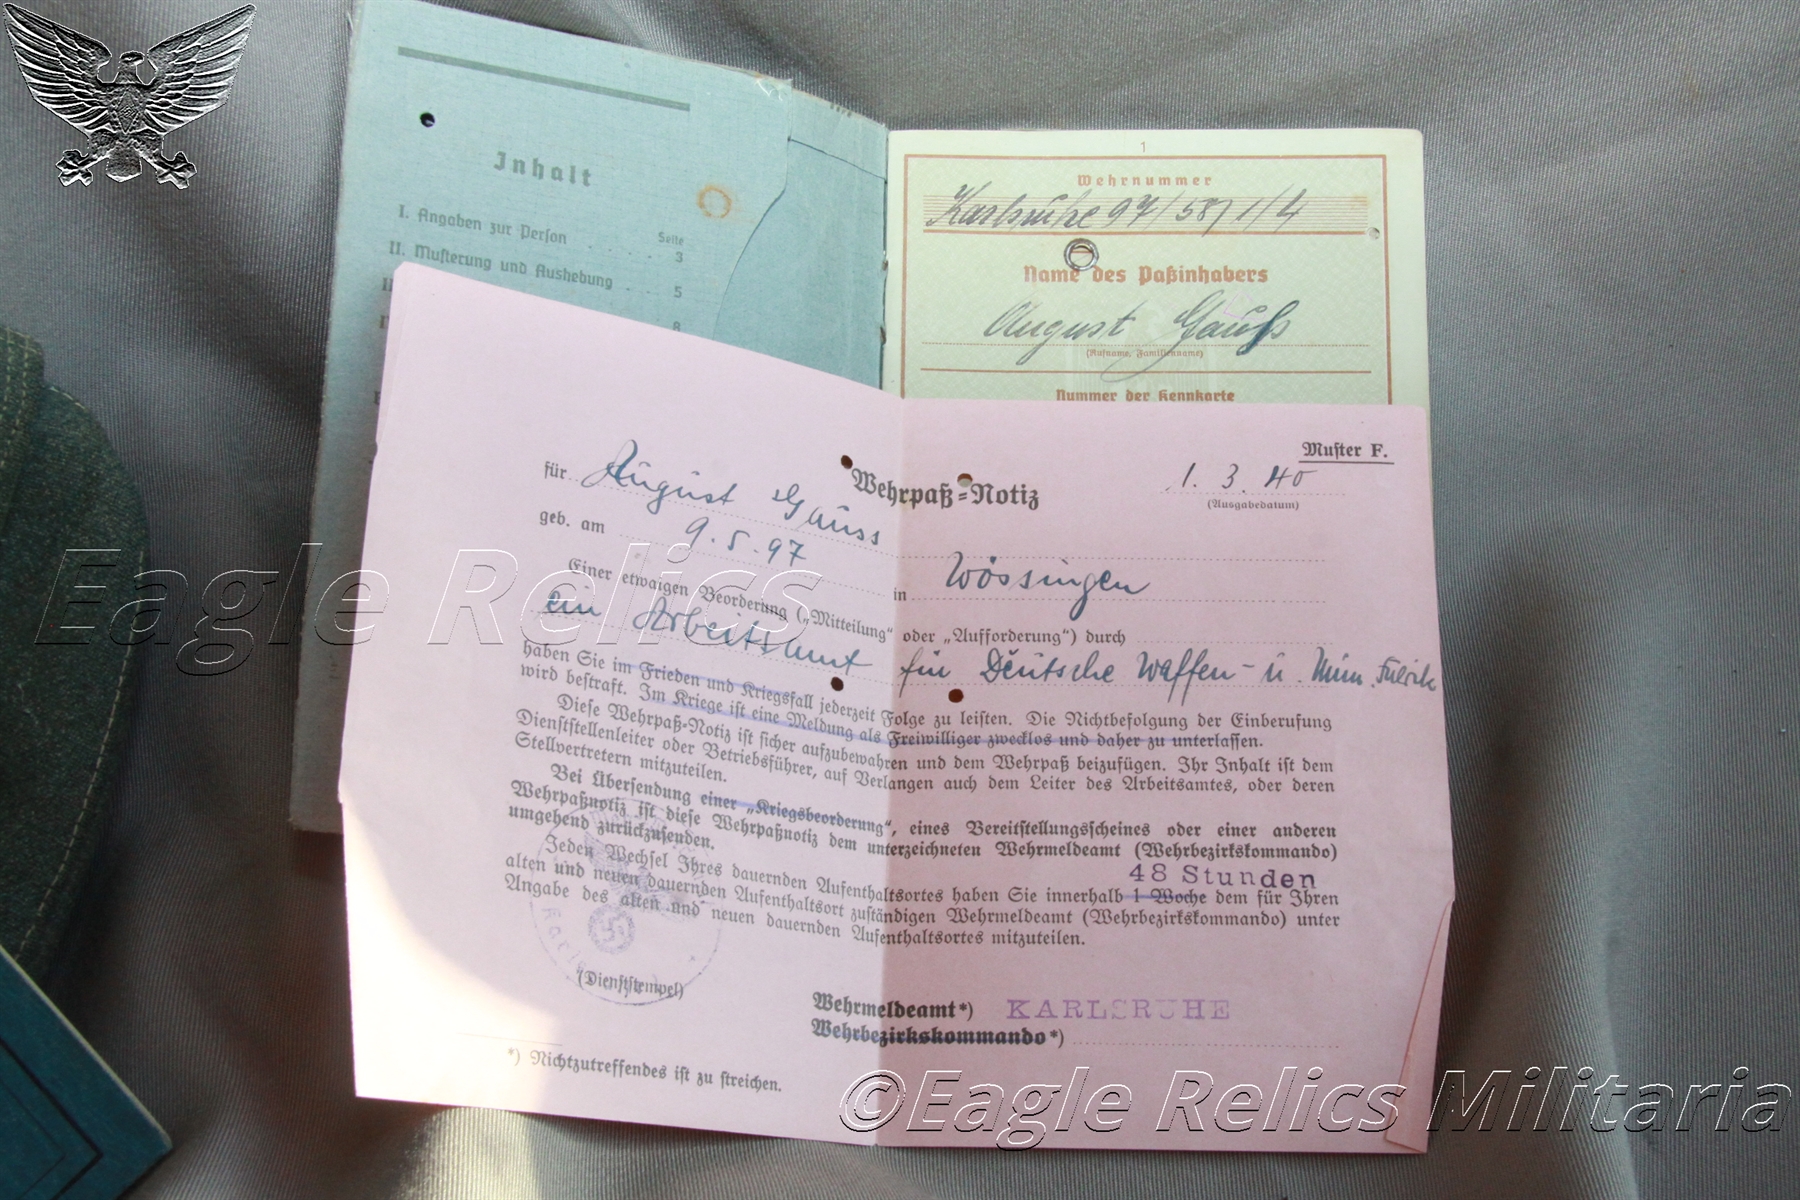 Inhalt
Seite
I. Angaben zur Person . . . . 3
II. Musterung und Aushebung . . 5
8
1
Wehrnummer
Karlsruhe 97/58/1/4
Name des Paßinhabers
August Gauß
(Rufname, Familienname)
Nummer der Kennkarte
Muster F.
Wehrpaß=Notiz
1. 3. 40
(Ausgabedatum)
für August Gauss
geb. am 9.5.97 in Wössingen
Einer etwaigen Beorderung („Mitteilung“ oder „Aufforderung“) durch
ein Arbeitsamt für Deutsche Waffen- u. Mun. Fabrik
haben Sie im Frieden und Kriegsfall jederzeit Folge zu leisten. Die Nichtbefolgung der Einberufung
wird bestraft. Im Kriege ist eine Meldung als Freiwilliger zwecklos und daher zu unterlassen.
Diese Wehrpaß-Notiz ist sicher aufzubewahren und dem Wehrpaß beizufügen. Ihr Inhalt ist dem
Dienststellenleiter oder Betriebsführer, auf Verlangen auch dem Leiter des Arbeitsamtes, oder deren
Stellvertretern mitzuteilen.
Bei Übersendung einer „Kriegsbeorderung“, eines Bereitstellungsscheines oder einer anderen
Wehrpaßnotiz ist diese Wehrpaßnotiz dem unterzeichneten Wehrmeldeamt (Wehrbezirkskommando)
umgehend zurückzusenden.
48 Stunden
Jeden Wechsel Ihres dauernden Aufenthaltsortes haben Sie innerhalb 1 Woche dem für Ihren
alten und neuen dauernden Aufenthaltsort zuständigen Wehrmeldeamt (Wehrbezirkskommando) unter
Angabe des alten und neuen dauernden Aufenthaltsortes mitzuteilen.
(Dienststempel)
Wehrmeldeamt*) KARLSRUHE
Wehrbezirkskommando*)
*) Nichtzutreffendes ist zu streichen.
Eagle Relics
©Eagle Relics Militaria